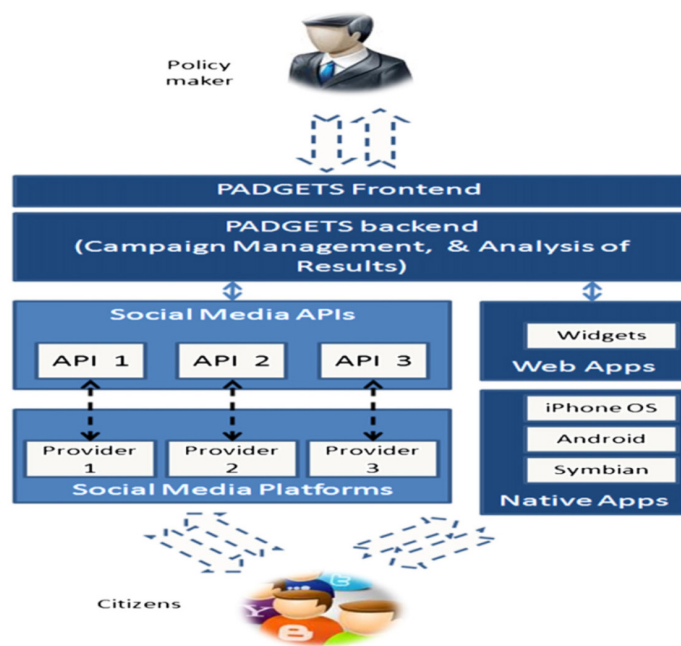 Policy
maker
PADGETS Frontend
PADGETS backend
(Campaign Management, & Analysis of
Results)
Social Media APIs
API 1
API 2
API 3
Provider
1
Provider
2
Provider
3
Social Media Platforms
Widgets
Web Apps
iPhone OS
Android
Symbian
Native Apps
Citizens